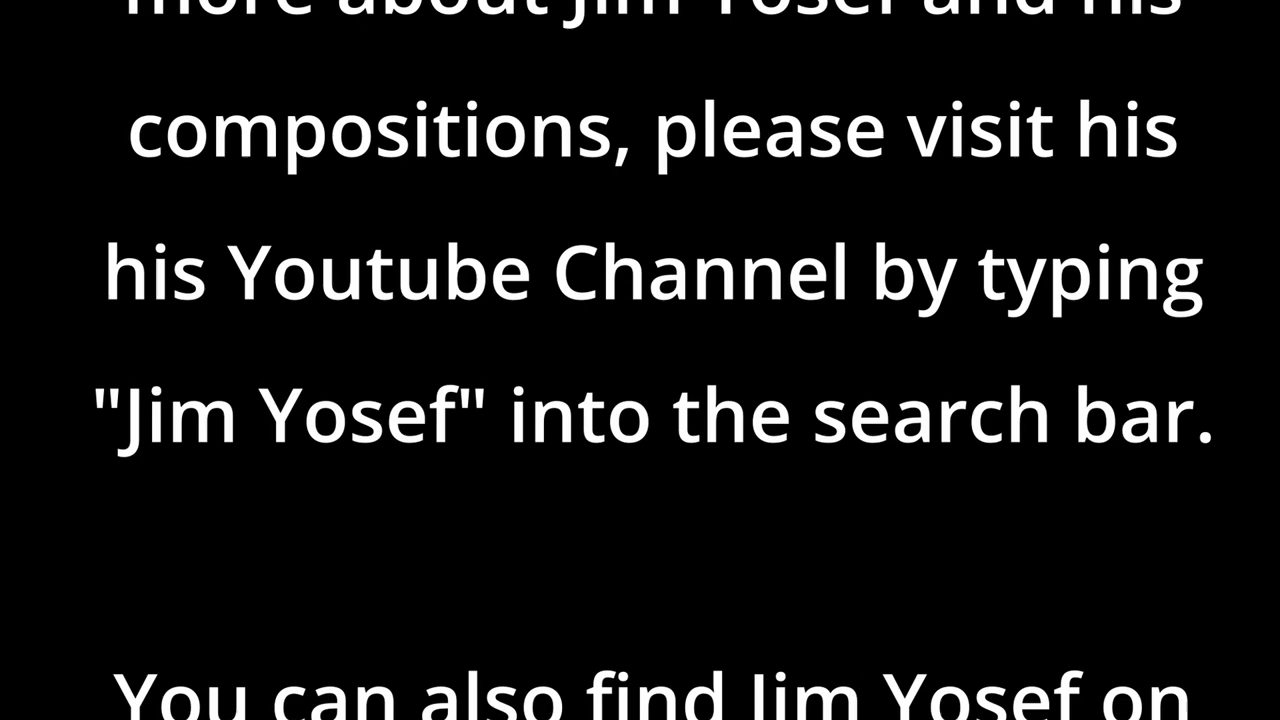 more about Jim Yosef and his
compositions, please visit his
his Youtube Channel by typing
"Jim Yosef" into the search bar.
You can also find Jim Yosef on